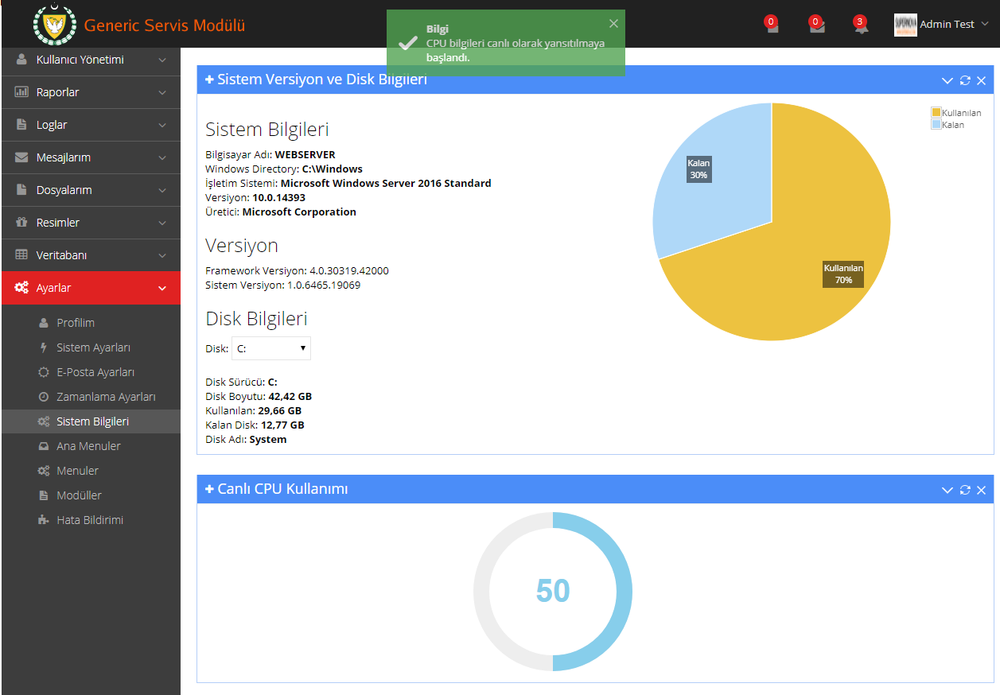 Generic Servis Modülü
Bilgi
CPU bilgileri canlı olarak yansıtılmaya
başlandı.
0
0
3
Admin Test
Kullanıcı Yönetimi
Raporlar
Loglar
Mesajlarım
Dosyalarım
Resimler
Veritabanı
Ayarlar
Profilim
Sistem Ayarları
E-Posta Ayarları
Zamanlama Ayarları
Sistem Bilgileri
Ana Menuler
Menuler
Modüller
Hata Bildirimi
Sistem Versiyon ve Disk Bilgileri
Sistem Bilgileri
Bilgisayar Adı: WEBSERVER
Windows Directory: C:\Windows
İşletim Sistemi: Microsoft Windows Server 2016 Standard
Versiyon: 10.0.14393
Üretici: Microsoft Corporation
Versiyon
Framework Versiyon: 4.0.30319.42000
Sistem Versiyon: 1.0.6465.19069
Disk Bilgileri
Disk: C:
Disk Sürücü: C:
Disk Boyutu: 42,42 GB
Kullanılan: 29,66 GB
Kalan Disk: 12,77 GB
Disk Adı: System
Kalan
30%
Kullanılan
70%
Kullanılan
Kalan
Canlı CPU Kullanımı
50